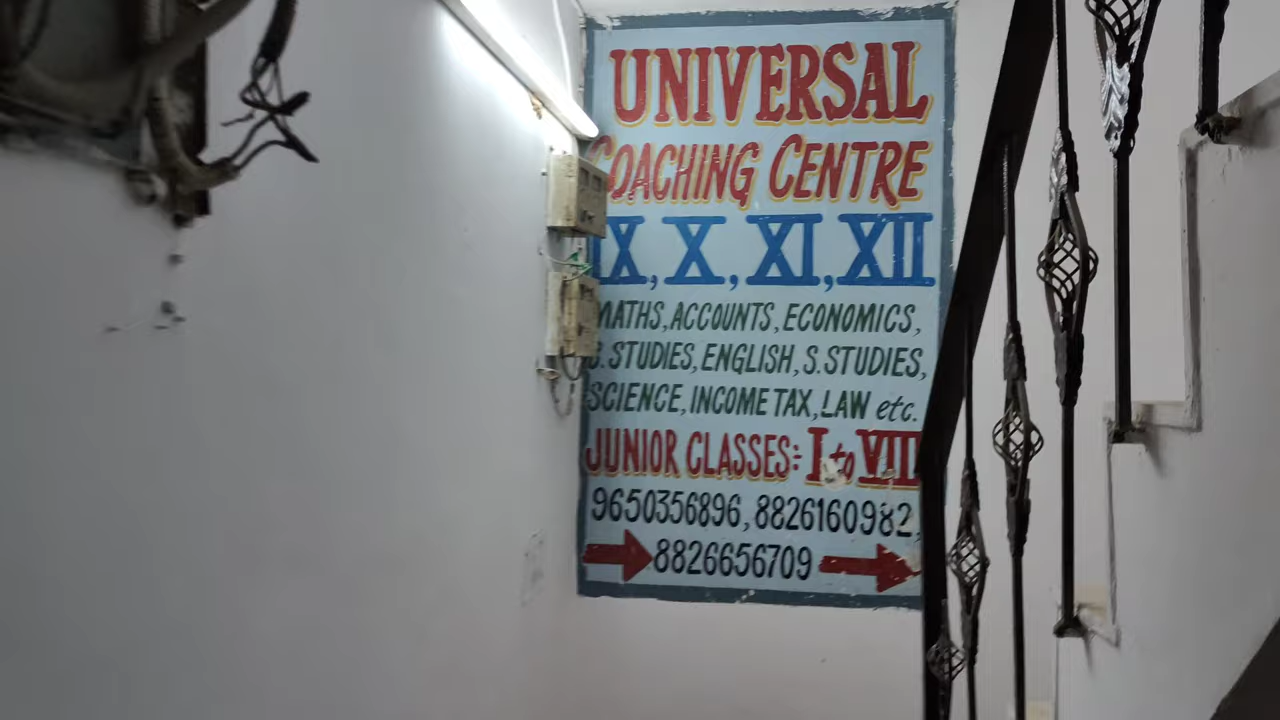 UNIVERSAL
COACHING CENTRE
IX, X, XI, XII
MATHS, ACCOUNTS, ECONOMICS,
B. STUDIES, ENGLISH, S. STUDIES,
SCIENCE, INCOME TAX, LAW etc.
JUNIOR CLASSES:- I to VIII
9650356896, 8826160982,
8826656709